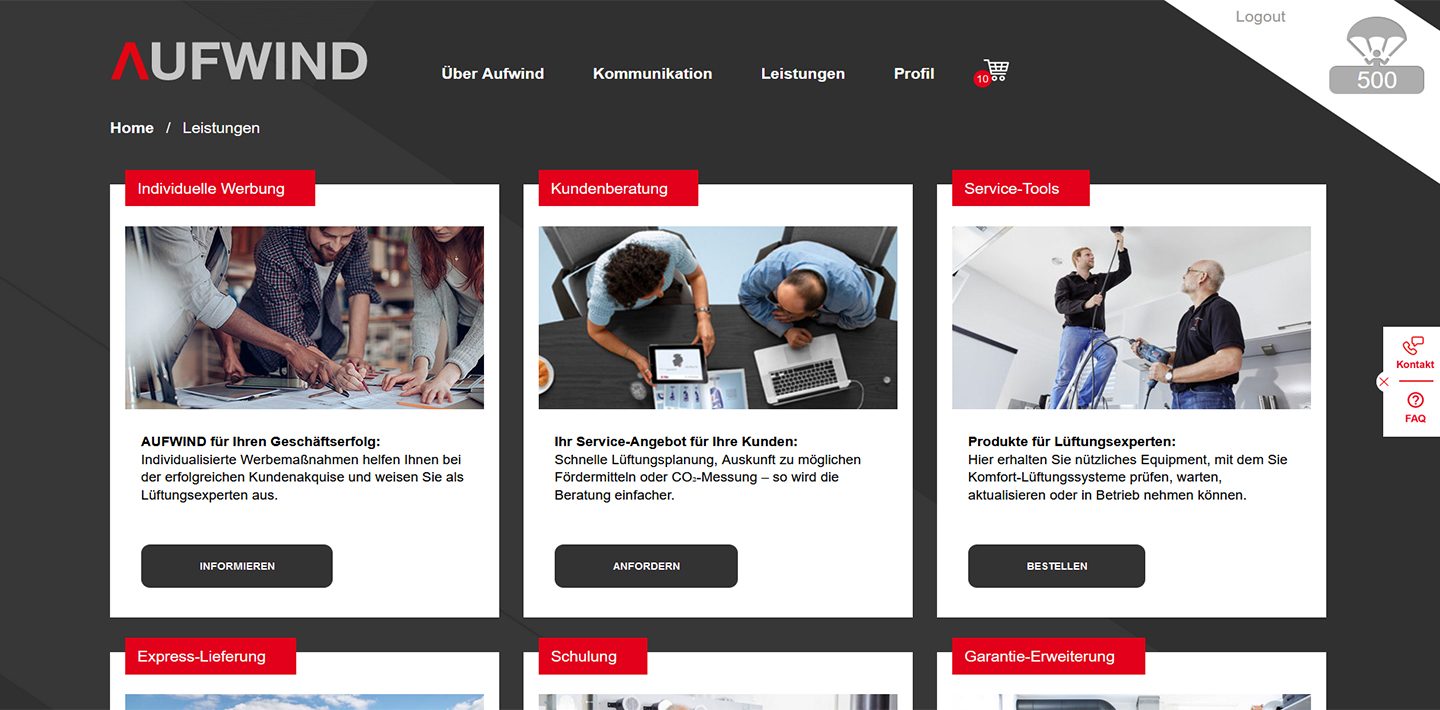 Logout
AUFWIND
Über Aufwind
Kommunikation
Leistungen
Profil
10
500
Home / Leistungen
Individuelle Werbung
AUFWIND für Ihren Geschäftserfolg:
Individualisierte Werbemaßnahmen helfen Ihnen bei
der erfolgreichen Kundenakquise und weisen Sie als
Lüftungsexperten aus.
INFORMIEREN
Kundenberatung
Ihr Service-Angebot für Ihre Kunden:
Schnelle Lüftungsplanung, Auskunft zu möglichen
Fördermitteln oder CO₂-Messung – so wird die
Beratung einfacher.
ANFORDERN
Service-Tools
Produkte für Lüftungsexperten:
Hier erhalten Sie nützliches Equipment, mit dem Sie
Komfort-Lüftungssysteme prüfen, warten,
aktualisieren oder in Betrieb nehmen können.
BESTELLEN
Kontakt
FAQ
Express-Lieferung
Schulung
Garantie-Erweiterung